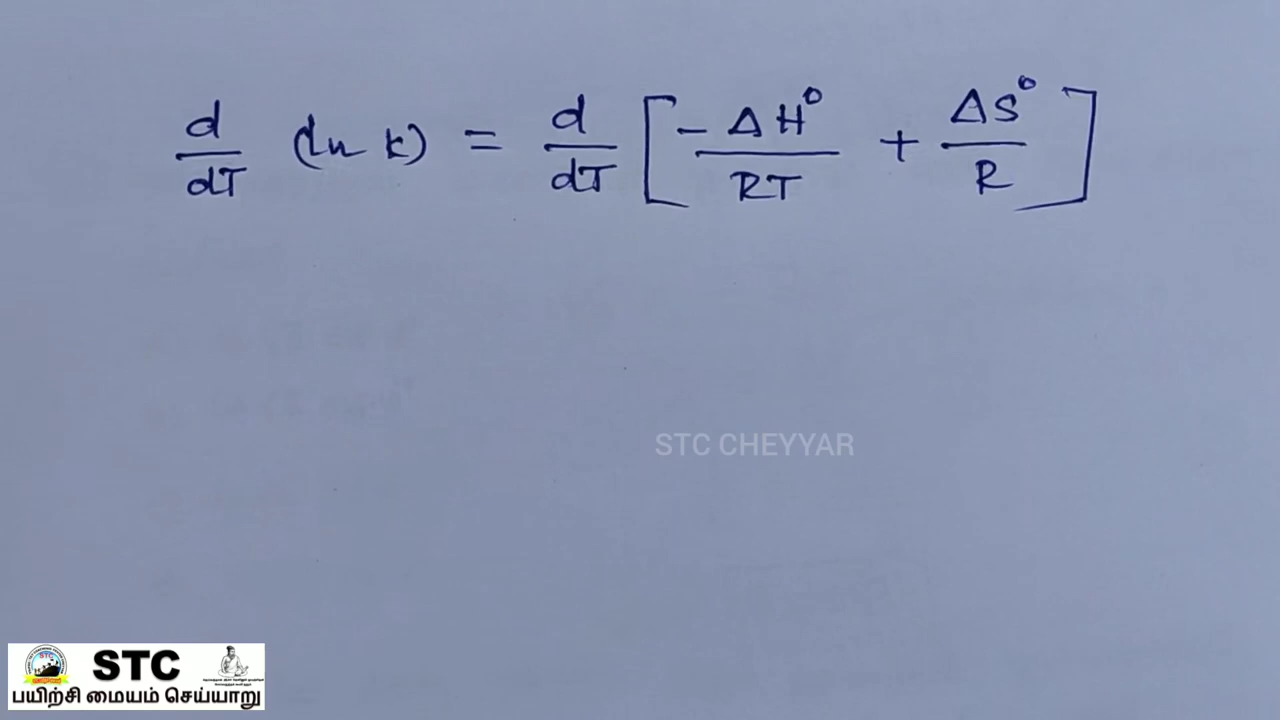 d/dT (ln K) = d/dT [ -ΔH°/RT + ΔS°/R ]
STC CHEYYAR
STC
பயிற்சி மையம் செய்யாறு